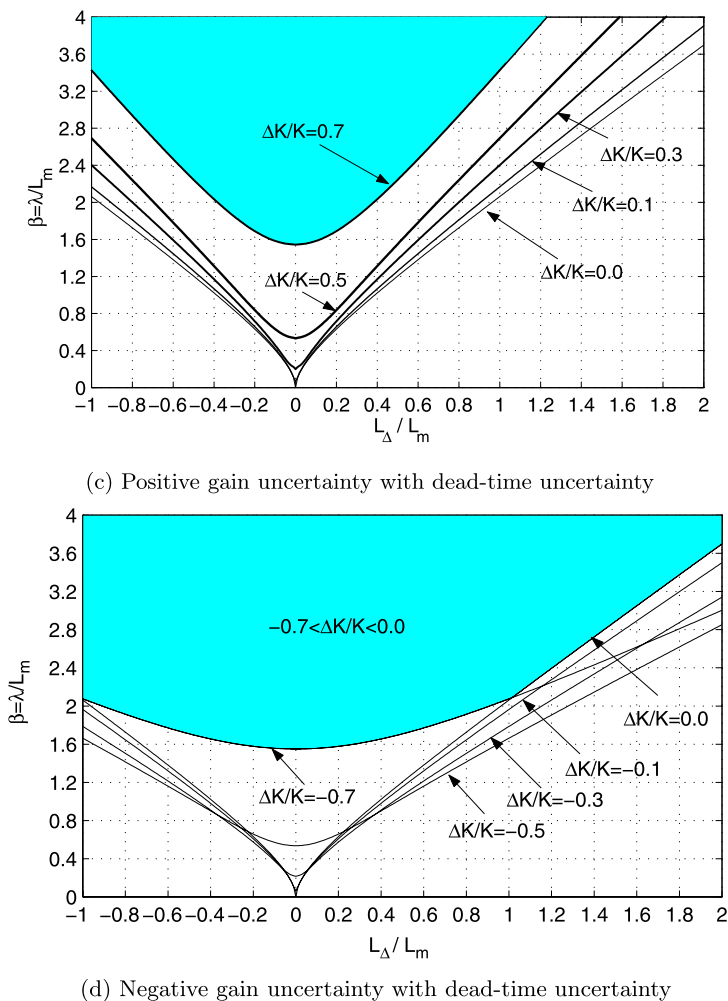 4
3.6
3.2
2.8
2.4
2
1.6
1.2
0.8
0.4
0
β=λ/Lm
ΔK/K=0.7
ΔK/K=0.3
ΔK/K=0.1
ΔK/K=0.0
ΔK/K=0.5
−1 −0.8 −0.6 −0.4 −0.2 0 0.2 0.4 0.6 0.8 1 1.2 1.4 1.6 1.8 2
LΔ / Lm
(c) Positive gain uncertainty with dead-time uncertainty
4
3.6
3.2
2.8
2.4
2
1.6
1.2
0.8
0.4
0
β=λ/Lm
−0.7<ΔK/K<0.0
ΔK/K=0.0
ΔK/K=−0.1
ΔK/K=−0.7
ΔK/K=−0.3
ΔK/K=−0.5
−1 −0.8 −0.6 −0.4 −0.2 0 0.2 0.4 0.6 0.8 1 1.2 1.4 1.6 1.8 2
LΔ / Lm
(d) Negative gain uncertainty with dead-time uncertainty